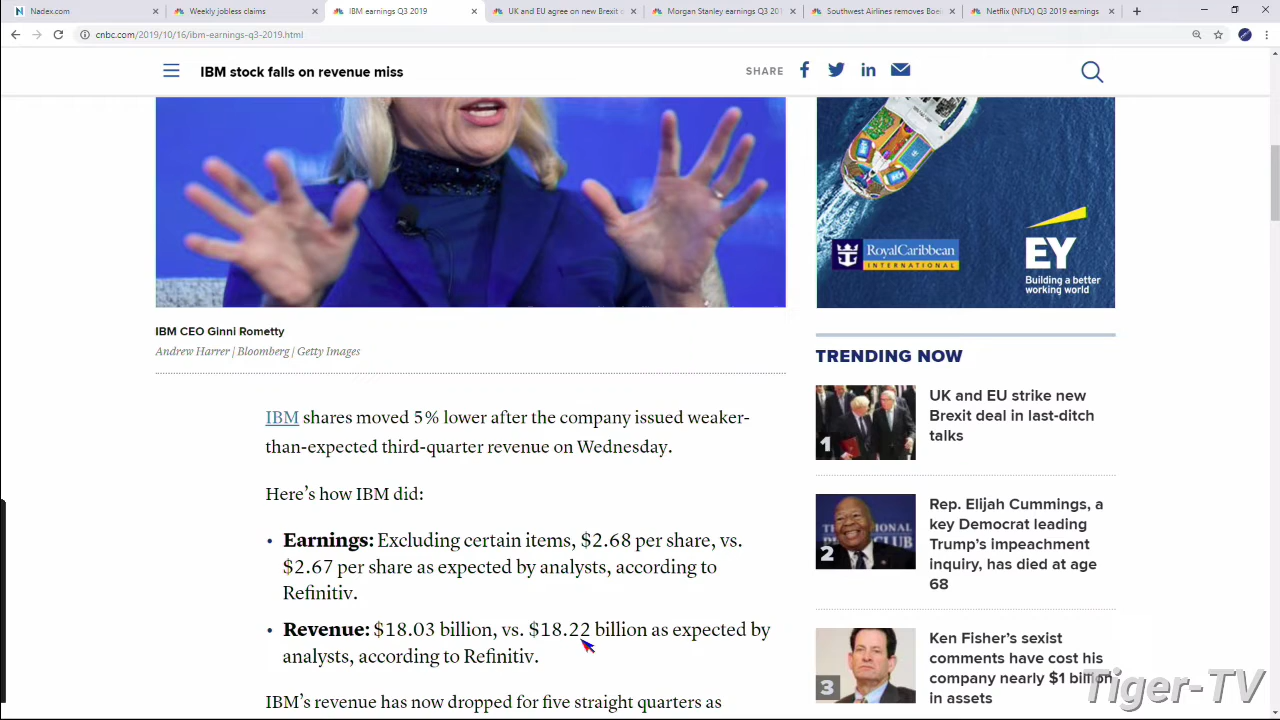 Nadex.com
Weekly jobless claims
IBM earnings Q3 2019
UK and EU agree on new Brexit d
Morgan Stanley earnings Q3 201
Southwest Airlines removes Boei
Netflix (NFLX) Q3 2019 earnings
cnbc.com/2019/10/16/ibm-earnings-q3-2019.html
IBM stock falls on revenue miss
SHARE
RoyalCaribbean
INTERNATIONAL
EY
Building a better
working world
IBM CEO Ginni Rometty
Andrew Harrer | Bloomberg | Getty Images
IBM shares moved 5% lower after the company issued weaker-
than-expected third-quarter revenue on Wednesday.
Here's how IBM did:
• Earnings: Excluding certain items, $2.68 per share, vs.
$2.67 per share as expected by analysts, according to
Refinitiv.
• Revenue: $18.03 billion, vs. $18.22 billion as expected by
analysts, according to Refinitiv.
IBM's revenue has now dropped for five straight quarters as
TRENDING NOW
1
UK and EU strike new
Brexit deal in last-ditch
talks
2
Rep. Elijah Cummings, a
key Democrat leading
Trump's impeachment
inquiry, has died at age
68
3
Ken Fisher's sexist
comments have cost his
company nearly $1 billion
in assets
Tiger-TV